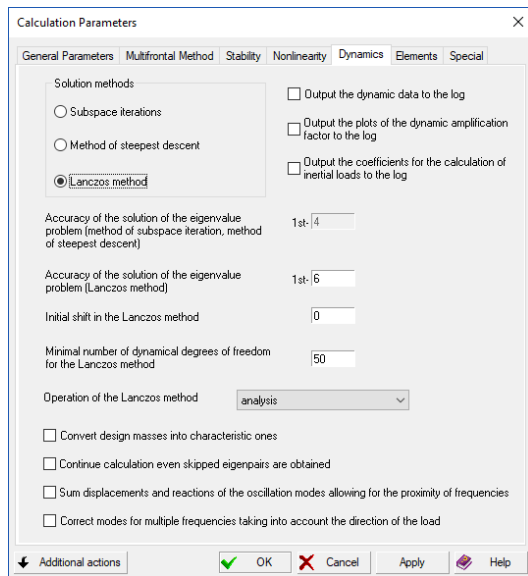 Calculation Parameters
General Parameters Multifrontal Method Stability Nonlinearity Dynamics Elements Special
Solution methods
Subspace iterations
Method of steepest descent
Lanczos method
Output the dynamic data to the log
Output the plots of the dynamic amplification
factor to the log
Output the coefficients for the calculation of
inertial loads to the log
Accuracy of the solution of the eigenvalue
problem (method of subspace iteration, method
of steepest descent)
1st- 4
Accuracy of the solution of the eigenvalue
problem (Lanczos method)
1st- 6
Initial shift in the Lanczos method
0
Minimal number of dynamical degrees of freedom
for the Lanczos method
50
Operation of the Lanczos method
analysis
Convert design masses into characteristic ones
Continue calculation even skipped eigenpairs are obtained
Sum displacements and reactions of the oscillation modes allowing for the proximity of frequencies
Correct modes for multiple frequencies taking into account the direction of the load
Additional actions OK Cancel Apply Help